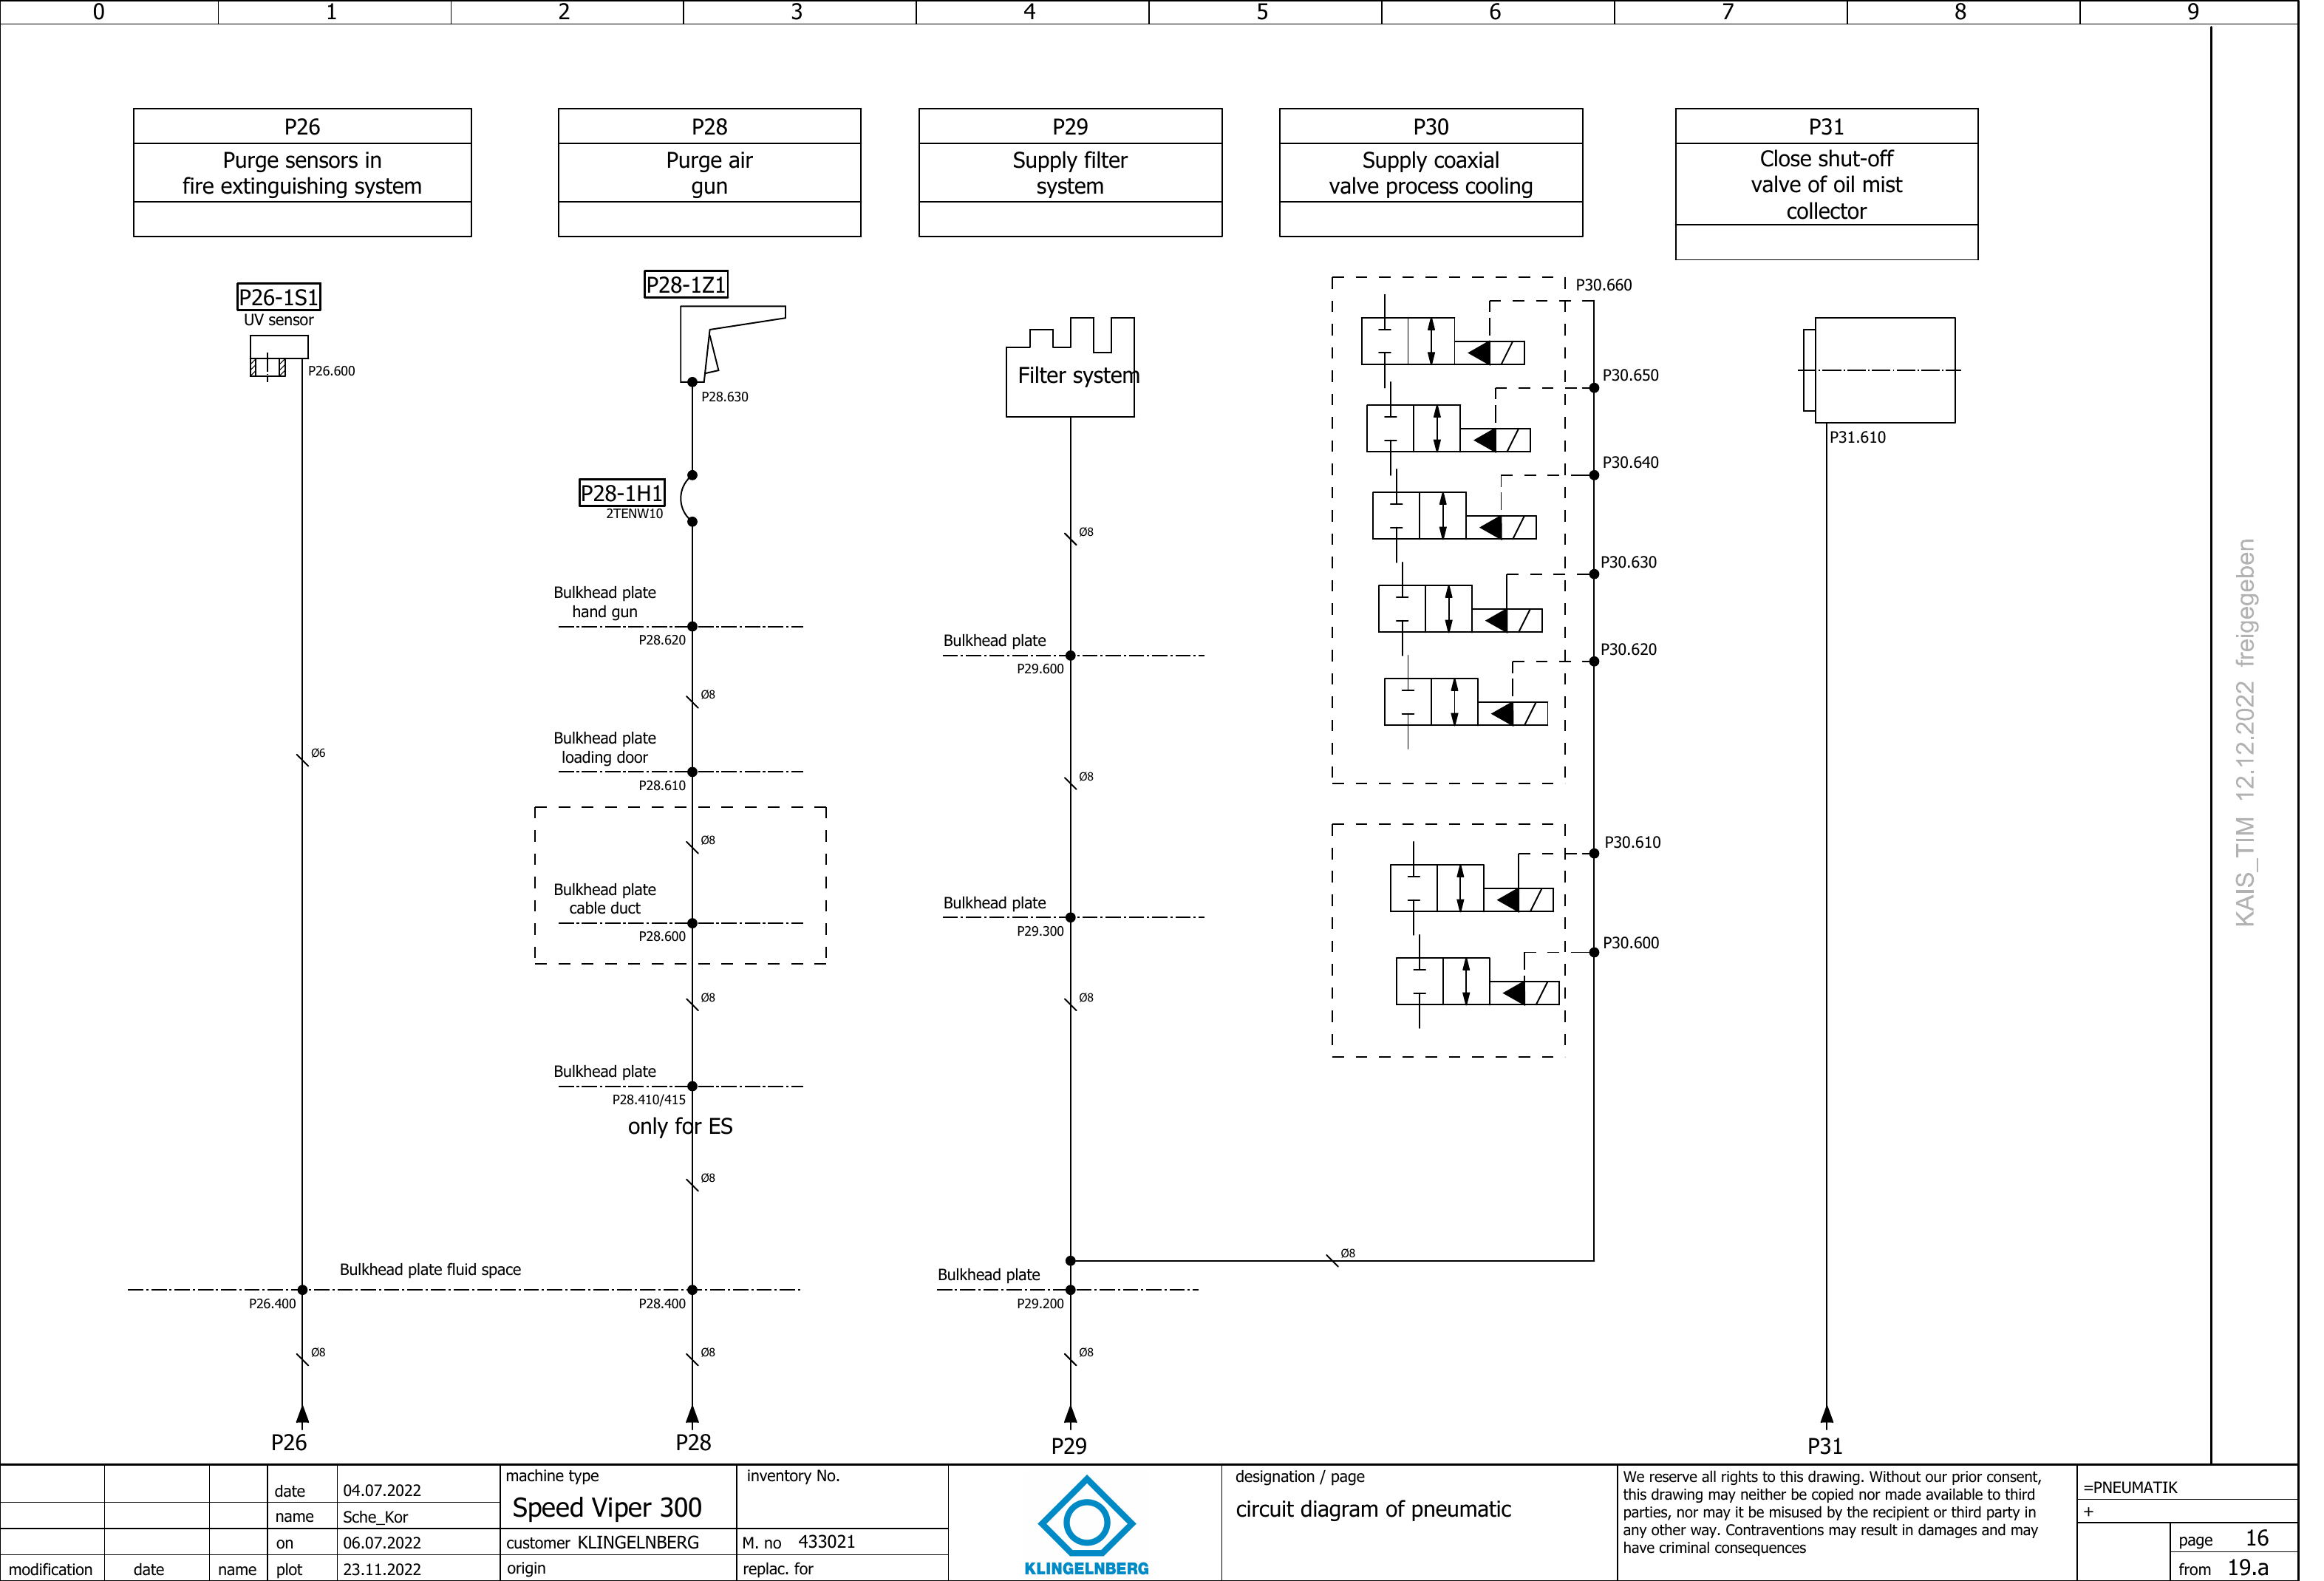 0 1 2 3 4 5 6 7 8 9
P26
Purge sensors in
fire extinguishing system
P28
Purge air
gun
P29
Supply filter
system
P30
Supply coaxial
valve process cooling
P31
Close shut-off
valve of oil mist
collector
P26-1S1
UV sensor
P26.600
Ø6
Bulkhead plate fluid space
P26.400
Ø8
P26
P28-1Z1
P28.630
P28-1H1
2TENW10
Bulkhead plate
hand gun
P28.620
Ø8
Bulkhead plate
loading door
P28.610
Ø8
Bulkhead plate
cable duct
P28.600
Ø8
Bulkhead plate
P28.410/415
only for ES
Ø8
P28.400
Ø8
P28
Filter system
Ø8
Bulkhead plate
P29.600
Ø8
Bulkhead plate
P29.300
Ø8
Bulkhead plate
P29.200
Ø8
P29
P30.660
P30.650
P30.640
P30.630
P30.620
P30.610
P30.600
Ø8
P31.610
P31
KAIS_TIM 12.12.2022 freigegeben
date 04.07.2022
name Sche_Kor
on 06.07.2022
modification date name plot 23.11.2022
machine type
Speed Viper 300
customer KLINGELNBERG
origin
inventory No.
M. no 433021
replac. for
KLINGELNBERG
designation / page
circuit diagram of pneumatic
We reserve all rights to this drawing. Without our prior consent,
this drawing may neither be copied nor made available to third
parties, nor may it be misused by the recipient or third party in
any other way. Contraventions may result in damages and may
have criminal consequences
=PNEUMATIK
+
page 16
from 19.a